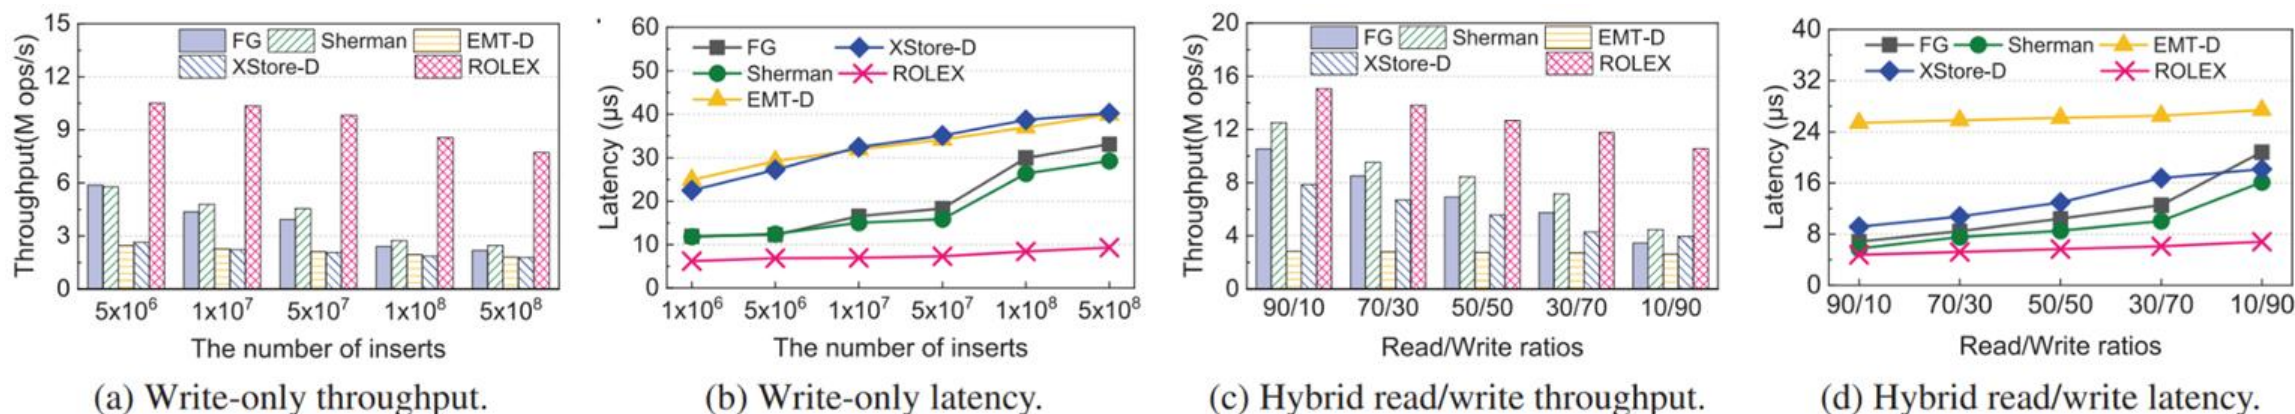 15
12
9
6
3
0
Throughput(M ops/s)
FG Sherman EMT-D
XStore-D ROLEX
5x10⁶ 1x10⁷ 5x10⁷ 1x10⁸ 5x10⁸
The number of inserts
(a) Write-only throughput.
60
50
40
30
20
10
0
Latency (μs)
FG XStore-D
Sherman ROLEX
EMT-D
1x10⁶ 5x10⁶ 1x10⁷ 5x10⁷ 1x10⁸ 5x10⁸
The number of inserts
(b) Write-only latency.
20
16
12
8
4
0
Throughput(M ops/s)
FG Sherman EMT-D
XStore-D ROLEX
90/10 70/30 50/50 30/70 10/90
Read/Write ratios
(c) Hybrid read/write throughput.
40
32
24
16
8
0
Latency (μs)
FG Sherman EMT-D
XStore-D ROLEX
90/10 70/30 50/50 30/70 10/90
Read/Write ratios
(d) Hybrid read/write latency.